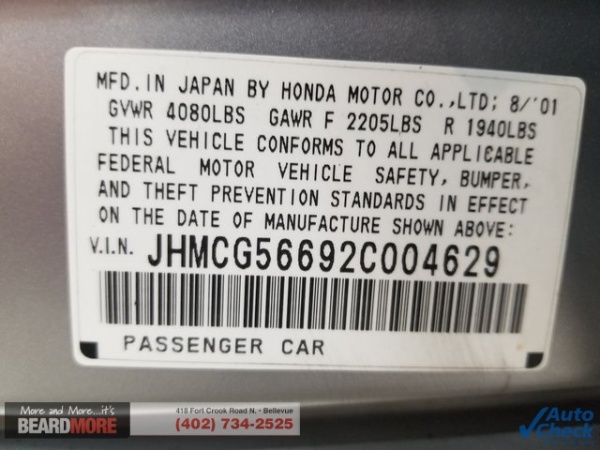 MFD. IN JAPAN BY HONDA MOTOR CO.,LTD; 8/'01
GVWR 4080LBS GAWR F 2205LBS R 1940LBS
THIS VEHICLE CONFORMS TO ALL APPLICABLE
FEDERAL MOTOR VEHICLE SAFETY, BUMPER,
AND THEFT PREVENTION STANDARDS IN EFFECT
ON THE DATE OF MANUFACTURE SHOWN ABOVE:
V.I.N. JHMCG56692C004629
PASSENGER CAR
More and More...it's
BEARDMORE
418 Fort Crook Road N. - Bellevue
(402) 734-2525
Auto
Check